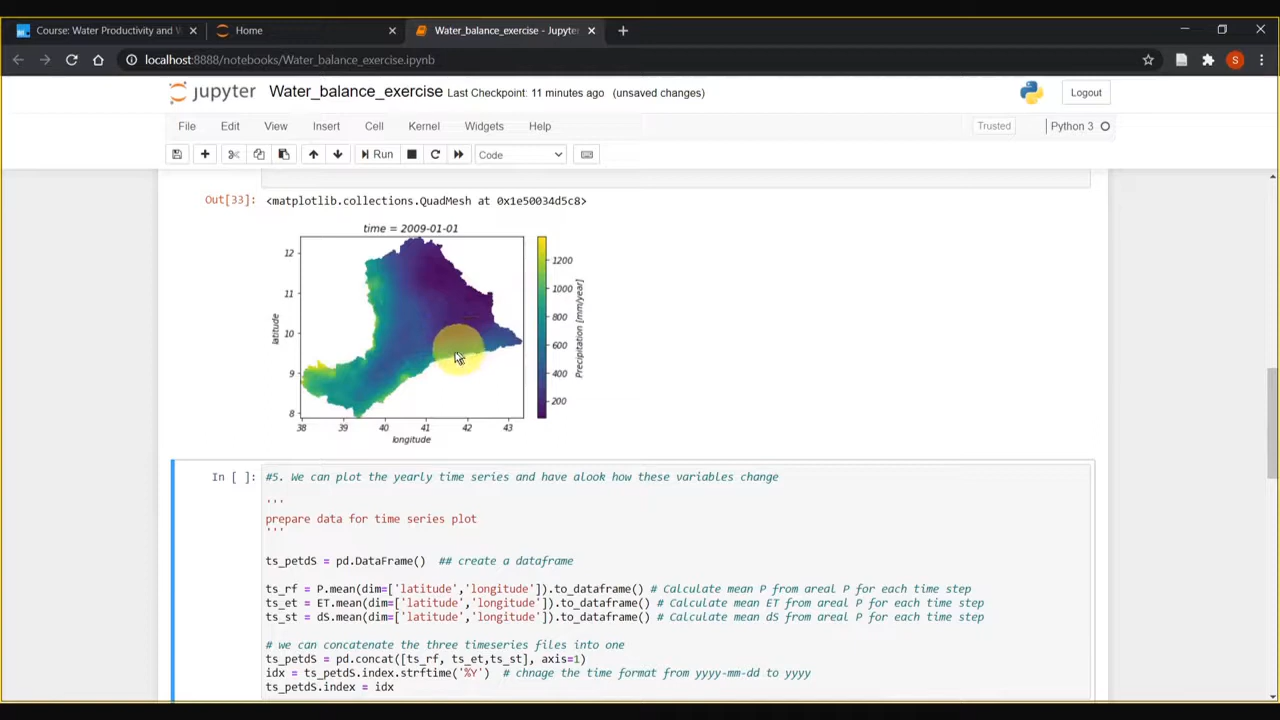 Course: Water Productivity and W
Home
Water_balance_exercise - Jupyter
localhost:8888/notebooks/Water_balance_exercise.ipynb
S
jupyter Water_balance_exercise Last Checkpoint: 11 minutes ago (unsaved changes)
Logout
File Edit View Insert Cell Kernel Widgets Help
Trusted
Python 3
Run
Code
Out[33]: <matplotlib.collections.QuadMesh at 0x1e50034d5c8>
time = 2009-01-01
12
11
10
9
8
latitude
38 39 40 41 42 43
longitude
1200
1000
800
600
400
200
Precipitation [mm/year]
In [ ]: #5. We can plot the yearly time series and have alook how these variables change
'''
prepare data for time series plot
'''
ts_petdS = pd.DataFrame() ## create a dataframe
ts_rf = P.mean(dim=['latitude','longitude']).to_dataframe() # Calculate mean P from areal P for each time step
ts_et = ET.mean(dim=['latitude','longitude']).to_dataframe() # Calculate mean ET from areal P for each time step
ts_st = dS.mean(dim=['latitude','longitude']).to_dataframe() # Calculate mean dS from areal P for each time step
# we can concatenate the three timeseries files into one
ts_petdS = pd.concat([ts_rf, ts_et,ts_st], axis=1)
idx = ts_petdS.index.strftime('%Y') # chnage the time format from yyyy-mm-dd to yyyy
ts_petdS.index = idx